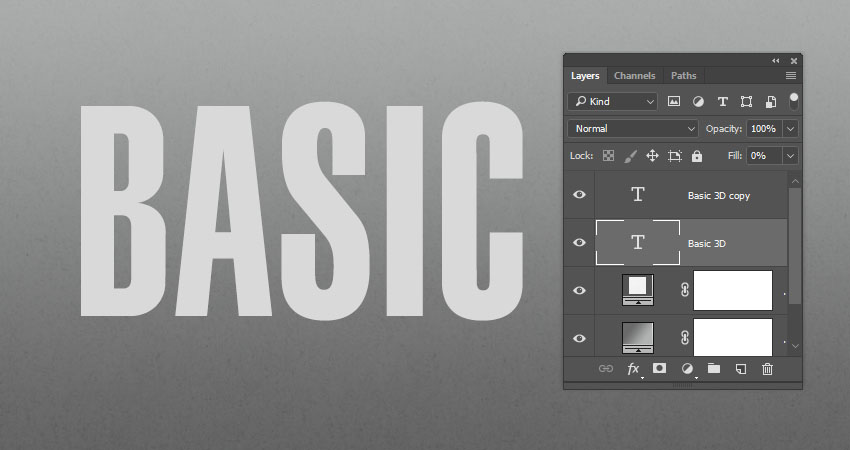 BASIC
Layers Channels Paths
Kind T
Normal Opacity: 100%
Lock: Fill: 0%
T Basic 3D copy
T Basic 3D
fx